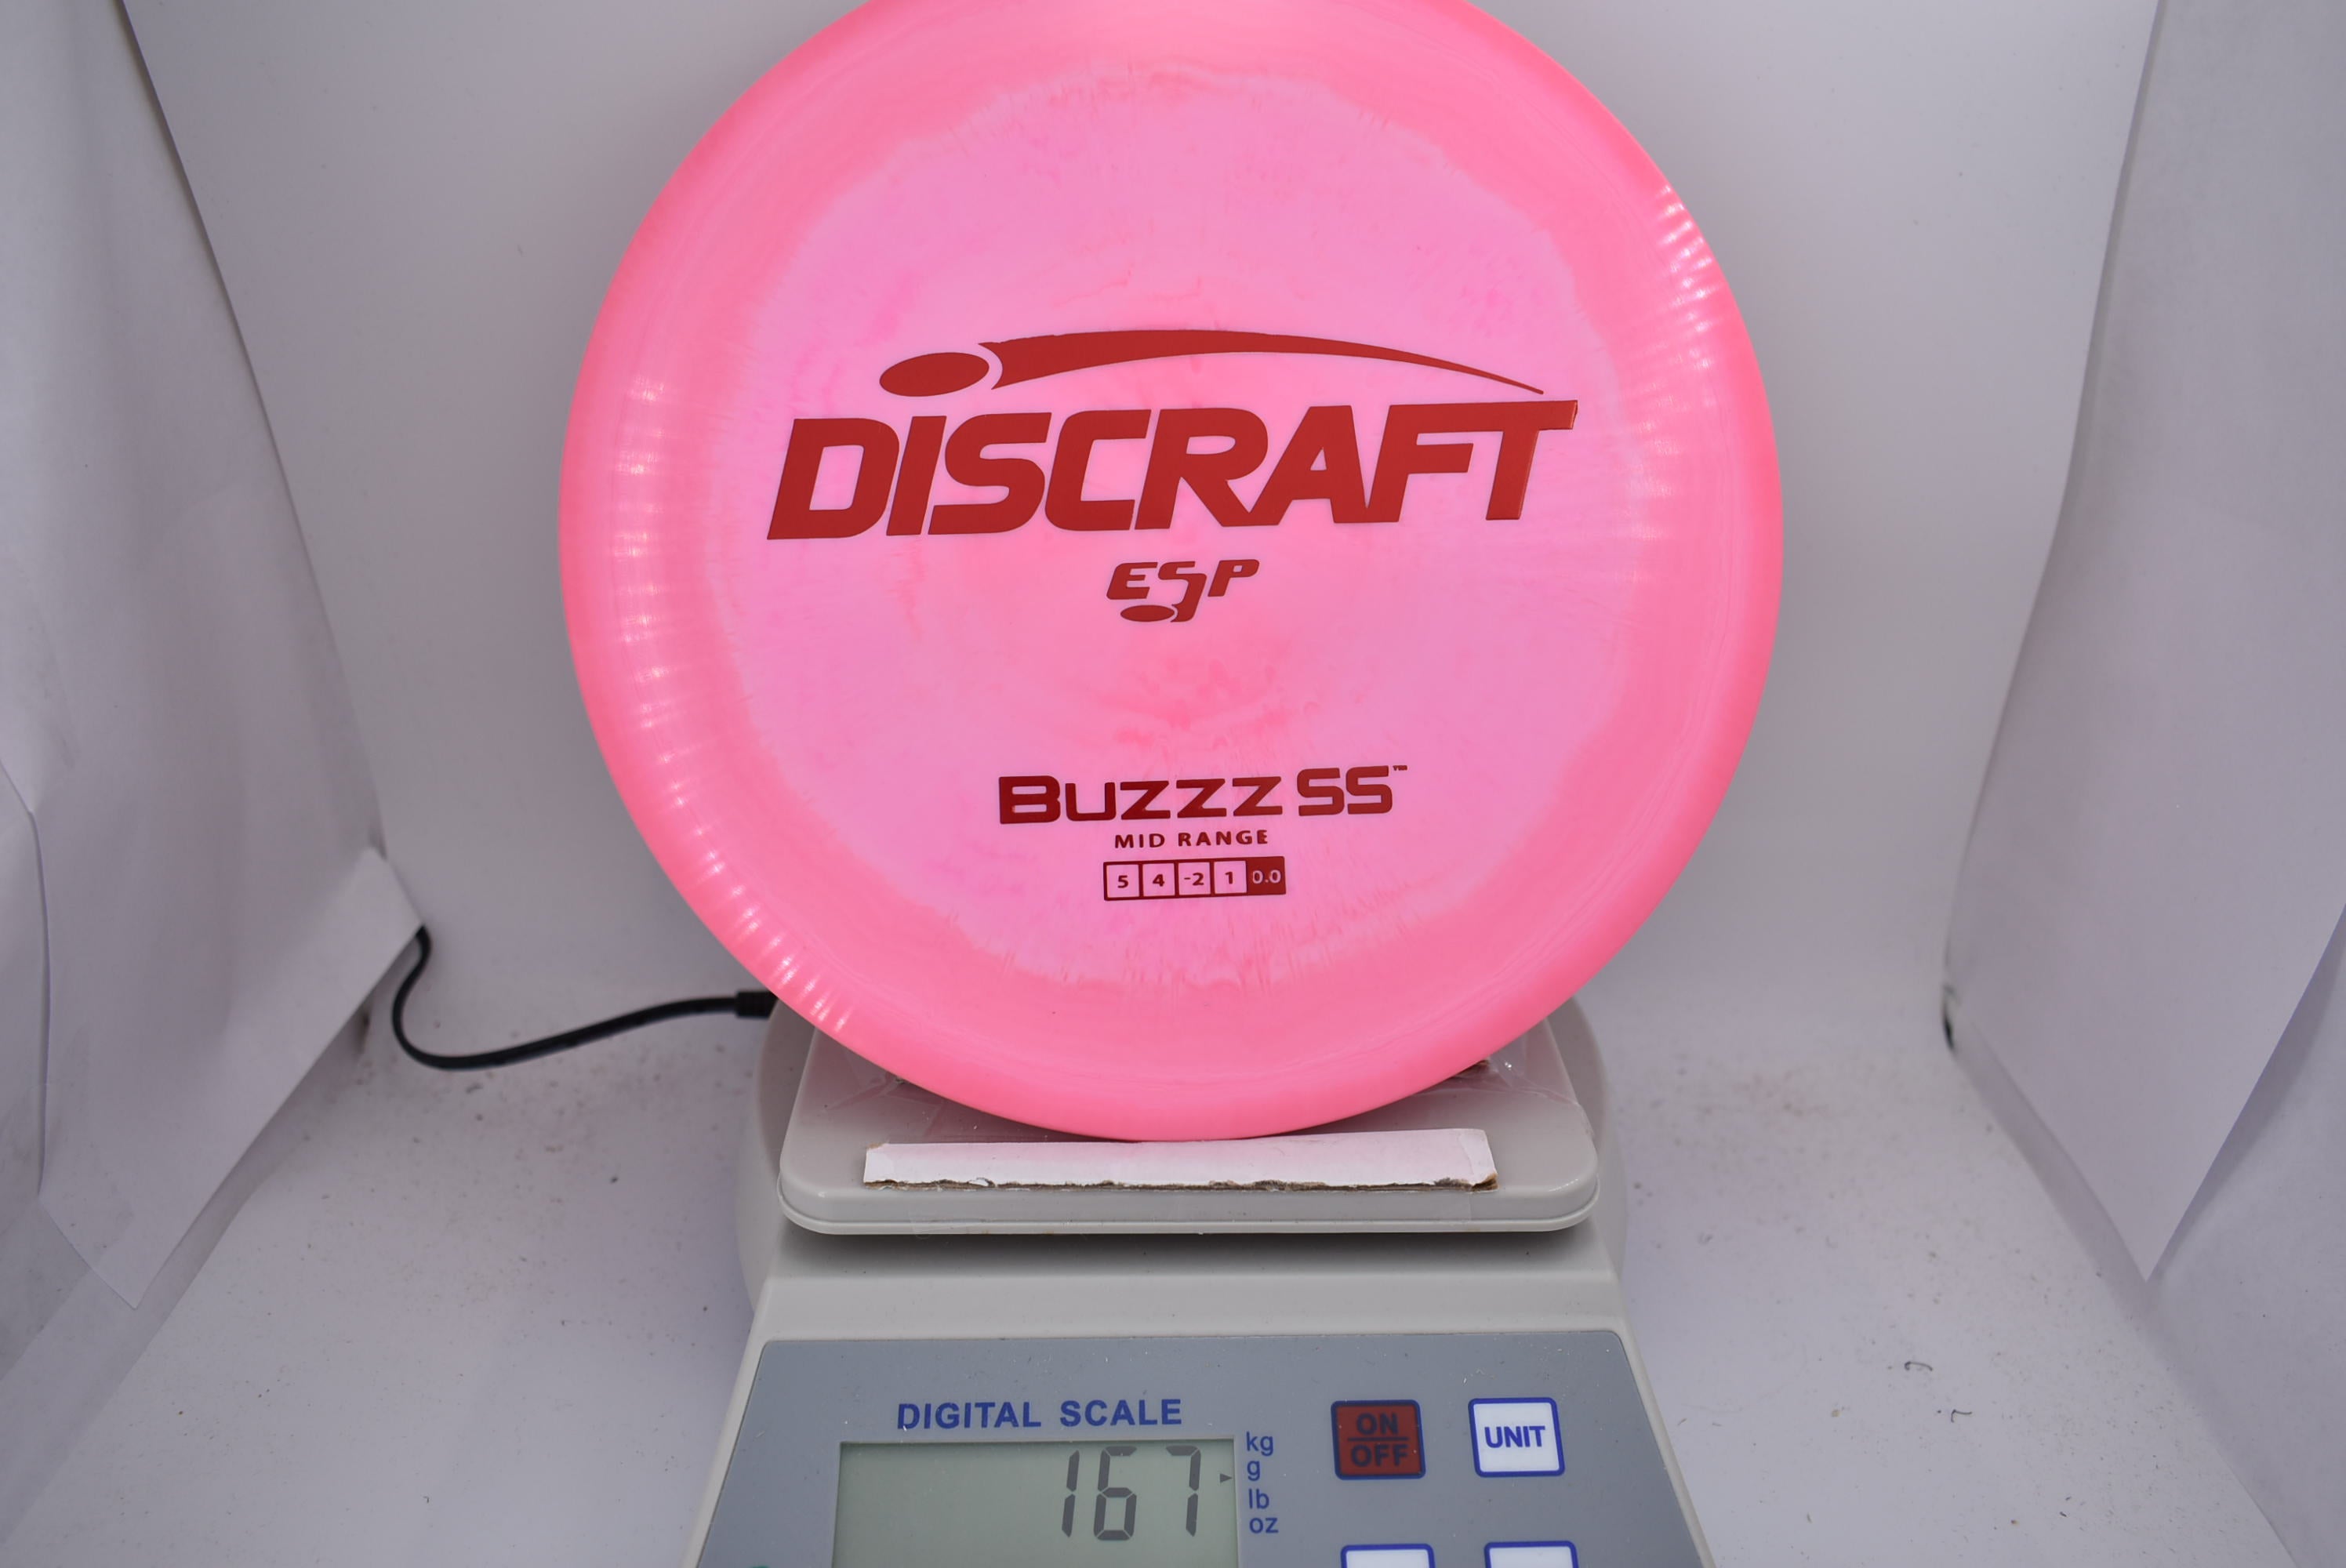 DISCRAFT
ESP
BUZZZ SS™
MID RANGE
5 4 -2 1 0.0
DIGITAL SCALE
ON
OFF
UNIT
167
kg
g
lb
oz